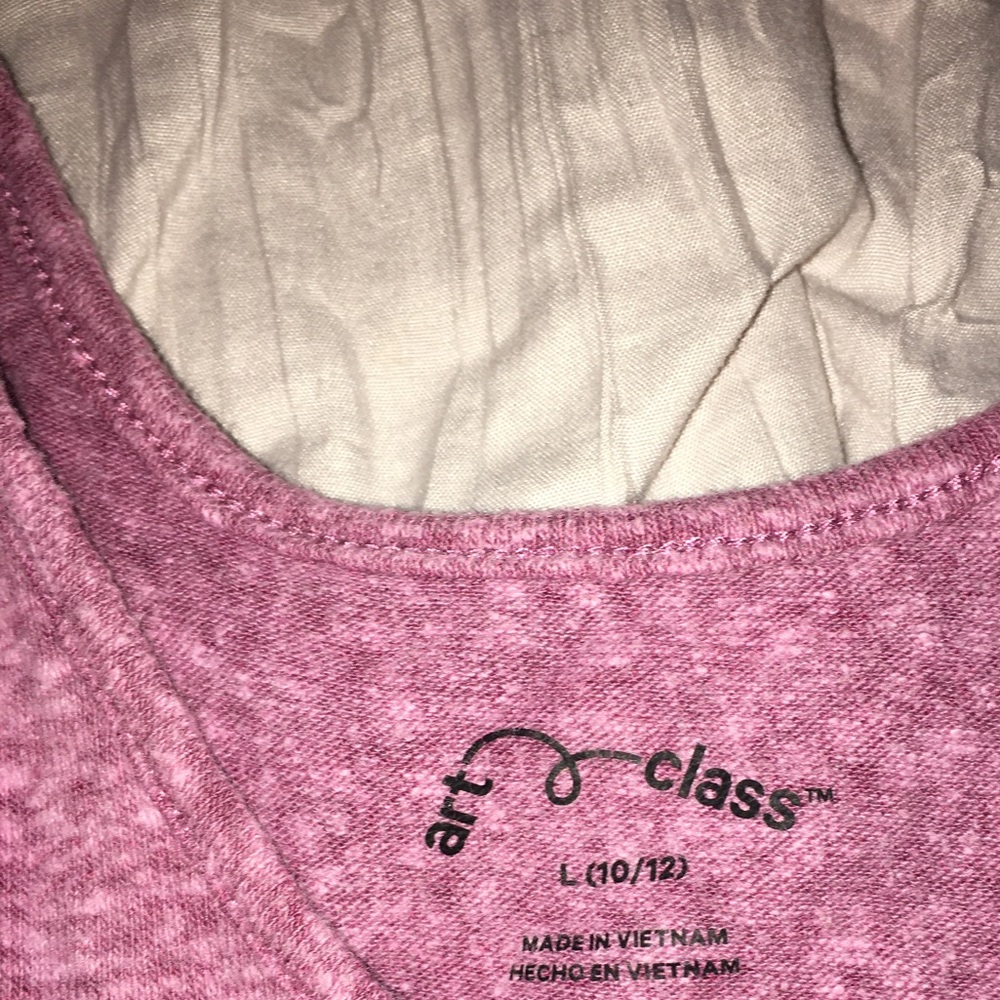 art class™
L (10/12)
MADE IN VIETNAM
HECHO EN VIETNAM